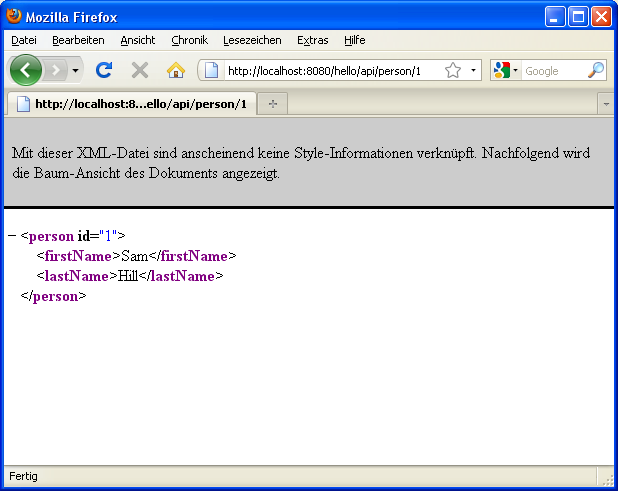 Mozilla Firefox
Datei Bearbeiten Ansicht Chronik Lesezeichen Extras Hilfe
http://localhost:8080/hello/api/person/1 Google
http://localhost:8...ello/api/person/1
Mit dieser XML-Datei sind anscheinend keine Style-Informationen verknüpft. Nachfolgend wird
die Baum-Ansicht des Dokuments angezeigt.
− <person id="1">
<firstName>Sam</firstName>
<lastName>Hill</lastName>
</person>
Fertig